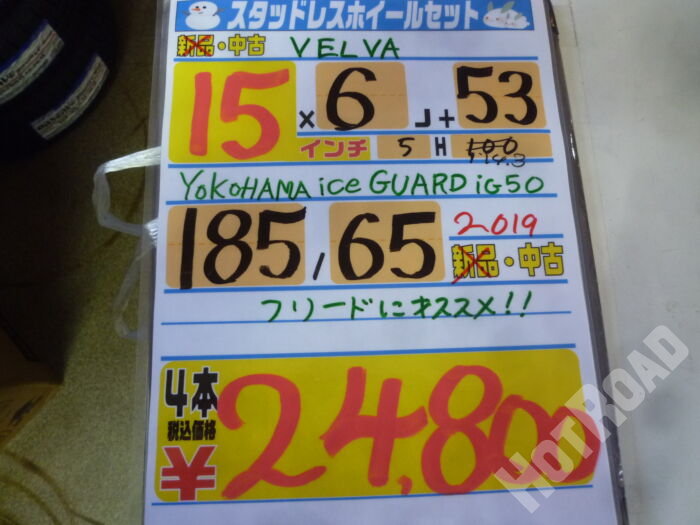 スタッドレスホイールセット
新品・中古 VELVA
15 × 6 J+ 53
インチ 5 H 100
114.3
YOKOHAMA ice GUARD iG50
185 / 65 2019
新品・中古
フリードにオススメ!!
4本
税込価格
¥24,800
HOT ROAD